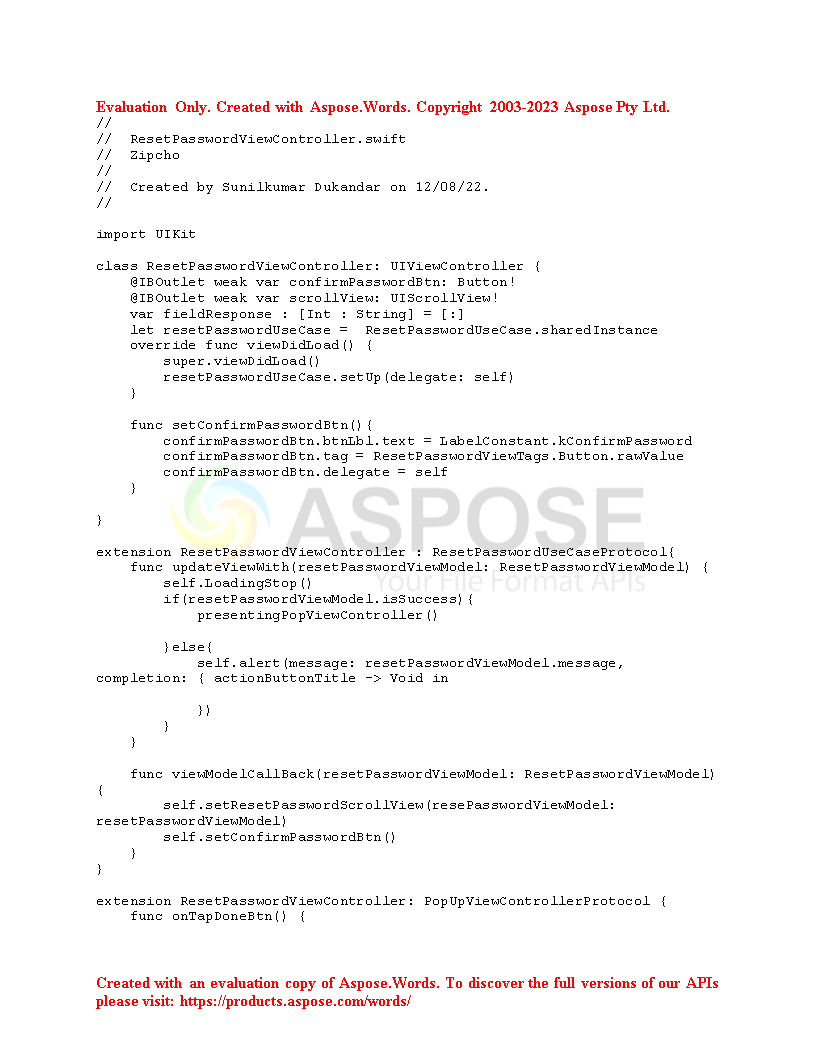 Evaluation Only. Created with Aspose.Words. Copyright 2003-2023 Aspose Pty Ltd.
//
//  ResetPasswordViewController.swift
//  Zipcho
//
//  Created by Sunilkumar Dukandar on 12/08/22.
//
import UIKit
class ResetPasswordViewController: UIViewController {
    @IBOutlet weak var confirmPasswordBtn: Button!
    @IBOutlet weak var scrollView: UIScrollView!
    var fieldResponse : [Int : String] = [:]
    let resetPasswordUseCase =  ResetPasswordUseCase.sharedInstance
    override func viewDidLoad() {
        super.viewDidLoad()
        resetPasswordUseCase.setUp(delegate: self)
    }
    func setConfirmPasswordBtn(){
        confirmPasswordBtn.btnLbl.text = LabelConstant.kConfirmPassword
        confirmPasswordBtn.tag = ResetPasswordViewTags.Button.rawValue
        confirmPasswordBtn.delegate = self
    }
ASPOSE
}
extension ResetPasswordViewController : ResetPasswordUseCaseProtocol{
    func updateViewWith(resetPasswordViewModel: ResetPasswordViewModel) {
Your File Format APIs
        self.LoadingStop()
        if(resetPasswordViewModel.isSuccess){
            presentingPopViewController()
        }else{
            self.alert(message: resetPasswordViewModel.message,
completion: { actionButtonTitle -> Void in
            })
        }
    }
    func viewModelCallBack(resetPasswordViewModel: ResetPasswordViewModel)
{
        self.setResetPasswordScrollView(resePasswordViewModel:
resetPasswordViewModel)
        self.setConfirmPasswordBtn()
    }
}
extension ResetPasswordViewController: PopUpViewControllerProtocol {
    func onTapDoneBtn() {
Created with an evaluation copy of Aspose.Words. To discover the full versions of our APIs
please visit: https://products.aspose.com/words/